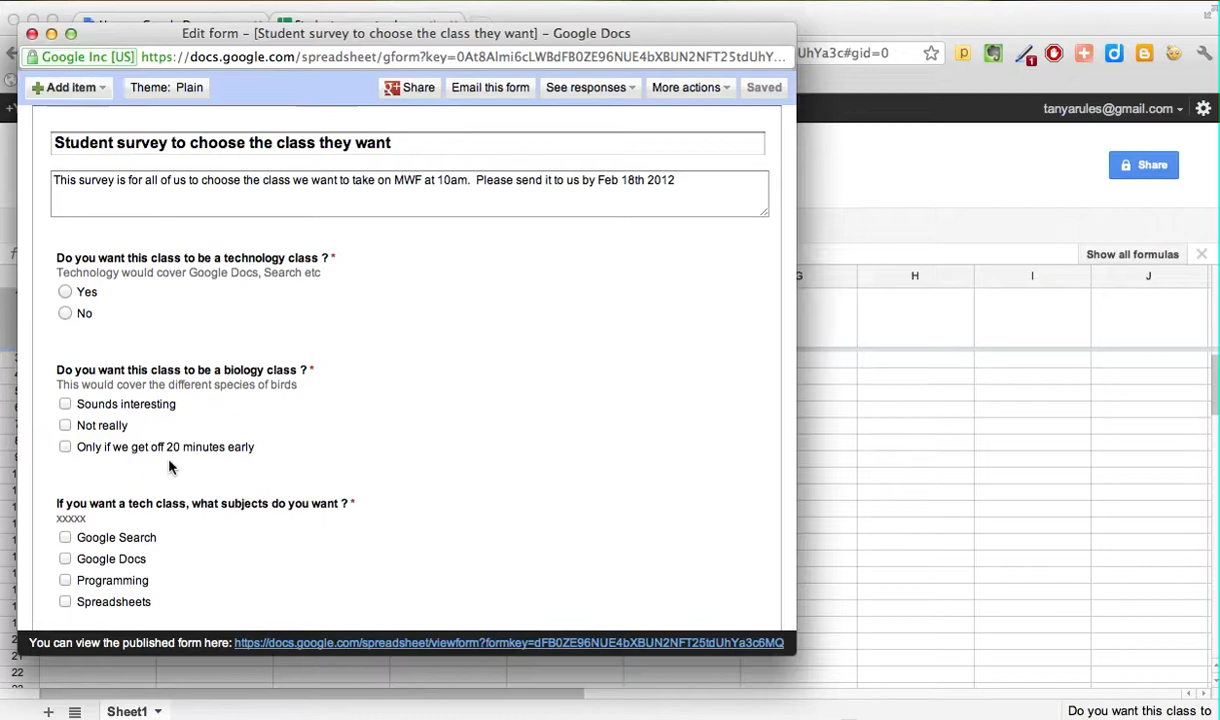 Edit form – [Student survey to choose the class they want] – Google Docs
Google Inc [US] https://docs.google.com/spreadsheet/gform?key=0At8Almi6cLWBdFB0ZE96NUE4bXBUN2NFT25tdUhY...
UhYa3c#gid=0
Add item Theme: Plain Share Email this form See responses More actions Saved
tanyarules@gmail.com
Student survey to choose the class they want
Share
This survey is for all of us to choose the class we want to take on MWF at 10am. Please send it to us by Feb 18th 2012
Do you want this class to be a technology class ? *
Show all formulas
Technology would cover Google Docs, Search etc
G H I J
Yes
No
Do you want this class to be a biology class ? *
This would cover the different species of birds
Sounds interesting
Not really
Only if we get off 20 minutes early
If you want a tech class, what subjects do you want ? *
xxxxx
Google Search
Google Docs
Programming
Spreadsheets
You can view the published form here: https://docs.google.com/spreadsheet/viewform?formkey=dFB0ZE96NUE4bXBUN2NFT25tdUhYa3c6MQ
21
22
Sheet1
Do you want this class to